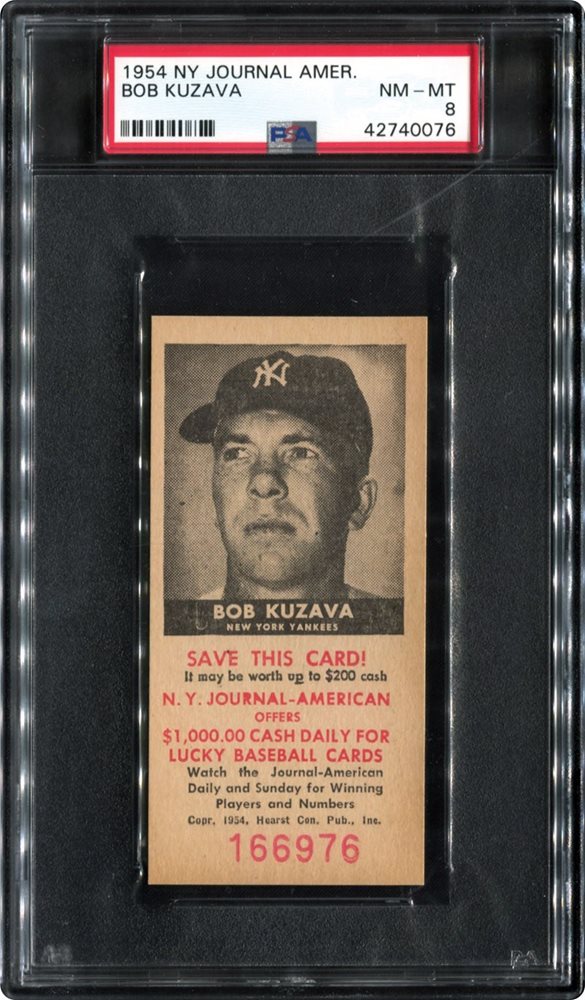 1954 NY JOURNAL AMER.
BOB KUZAVA NM – MT
8
PSA 42740076
NY
BOB KUZAVA
NEW YORK YANKEES
SAVE THIS CARD!
It may be worth up to $200 cash
N. Y. JOURNAL-AMERICAN
OFFERS
$1,000.00 CASH DAILY FOR
LUCKY BASEBALL CARDS
Watch the Journal-American
Daily and Sunday for Winning
Players and Numbers
Copr. 1954, Hearst Con. Pub., Inc.
166976